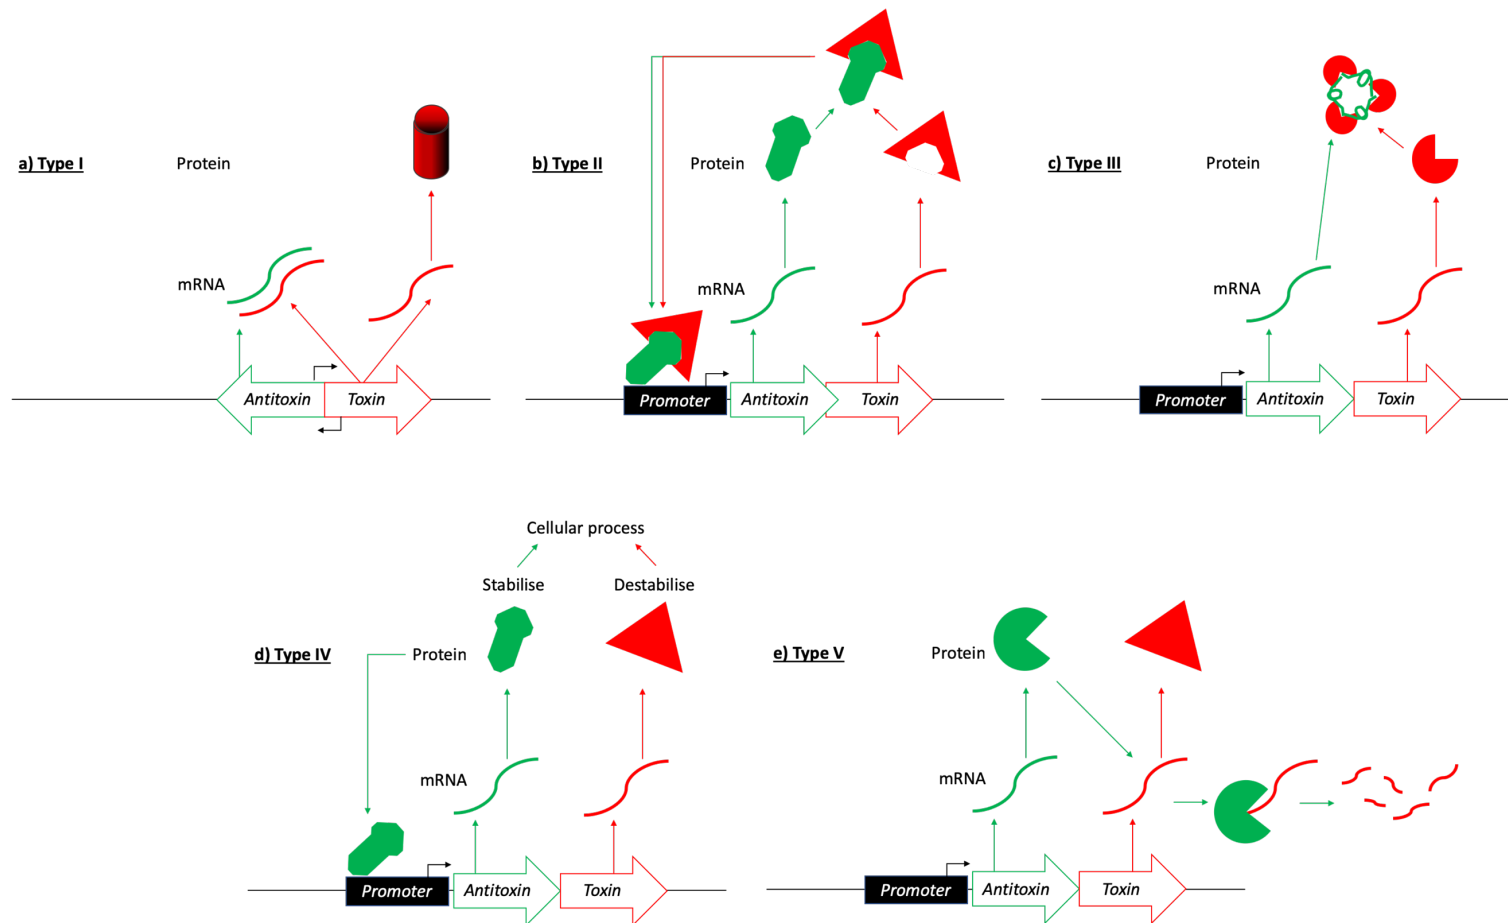 a) Type I
Protein
mRNA
Antitoxin
Toxin
b) Type II
Protein
mRNA
Promoter
Antitoxin
Toxin
c) Type III
Protein
mRNA
Promoter
Antitoxin
Toxin
d) Type IV
Cellular process
Stabilise
Destabilise
Protein
mRNA
Promoter
Antitoxin
Toxin
e) Type V
Protein
mRNA
Promoter
Antitoxin
Toxin